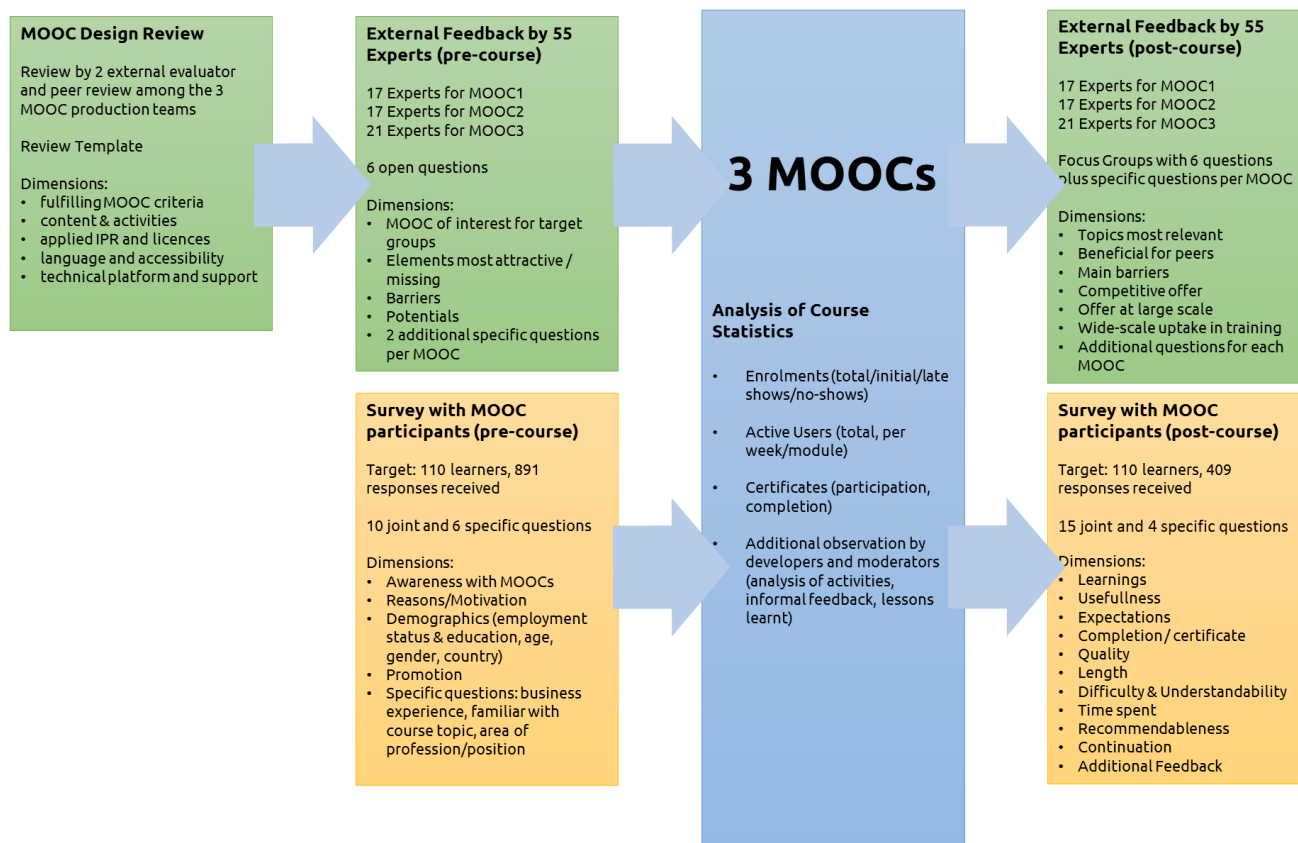 MOOC Design Review
Review by 2 external evaluator
and peer review among the 3
MOOC production teams
Review Template
Dimensions:
• fulfilling MOOC criteria
• content & activities
• applied IPR and licences
• language and accessibility
• technical platform and support
External Feedback by 55
Experts (pre-course)
17 Experts for MOOC1
17 Experts for MOOC2
21 Experts for MOOC3
6 open questions
Dimensions:
• MOOC of interest for target
groups
• Elements most attractive /
missing
• Barriers
• Potentials
• 2 additional specific questions
per MOOC
Survey with MOOC
participants (pre-course)
Target: 110 learners, 891
responses received
10 joint and 6 specific questions
Dimensions:
• Awareness with MOOCs
• Reasons/Motivation
• Demographics (employment
status & education, age,
gender, country)
• Promotion
• Specific questions: business
experience, familiar with
course topic, area of
profession/position
3 MOOCs
Analysis of Course
Statistics
• Enrolments (total/initial/late
shows/no-shows)
• Active Users (total, per
week/module)
• Certificates (participation,
completion)
• Additional observation by
developers and moderators
(analysis of activities,
informal feedback, lessons
learnt)
External Feedback by 55
Experts (post-course)
17 Experts for MOOC1
17 Experts for MOOC2
21 Experts for MOOC3
Focus Groups with 6 questions
plus specific questions per MOOC
Dimensions:
• Topics most relevant
• Beneficial for peers
• Main barriers
• Competitive offer
• Offer at large scale
• Wide-scale uptake in training
• Additional questions for each
MOOC
Survey with MOOC
participants (post-course)
Target: 110 learners, 409
responses received
15 joint and 4 specific questions
Dimensions:
• Learnings
• Usefullness
• Expectations
• Completion / certificate
• Quality
• Length
• Difficulty & Understandability
• Time spent
• Recommendableness
• Continuation
• Additional Feedback